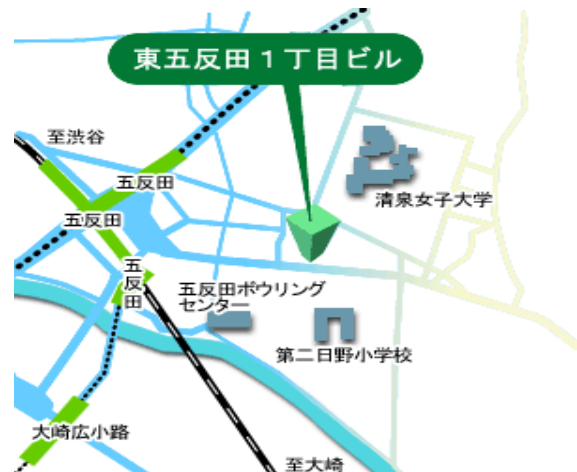 東五反田１丁目ビル
至渋谷
五反田
清泉女子大学
五反田
五反田
五反田ボウリング
センター
第二日野小学校
大崎広小路
至大崎